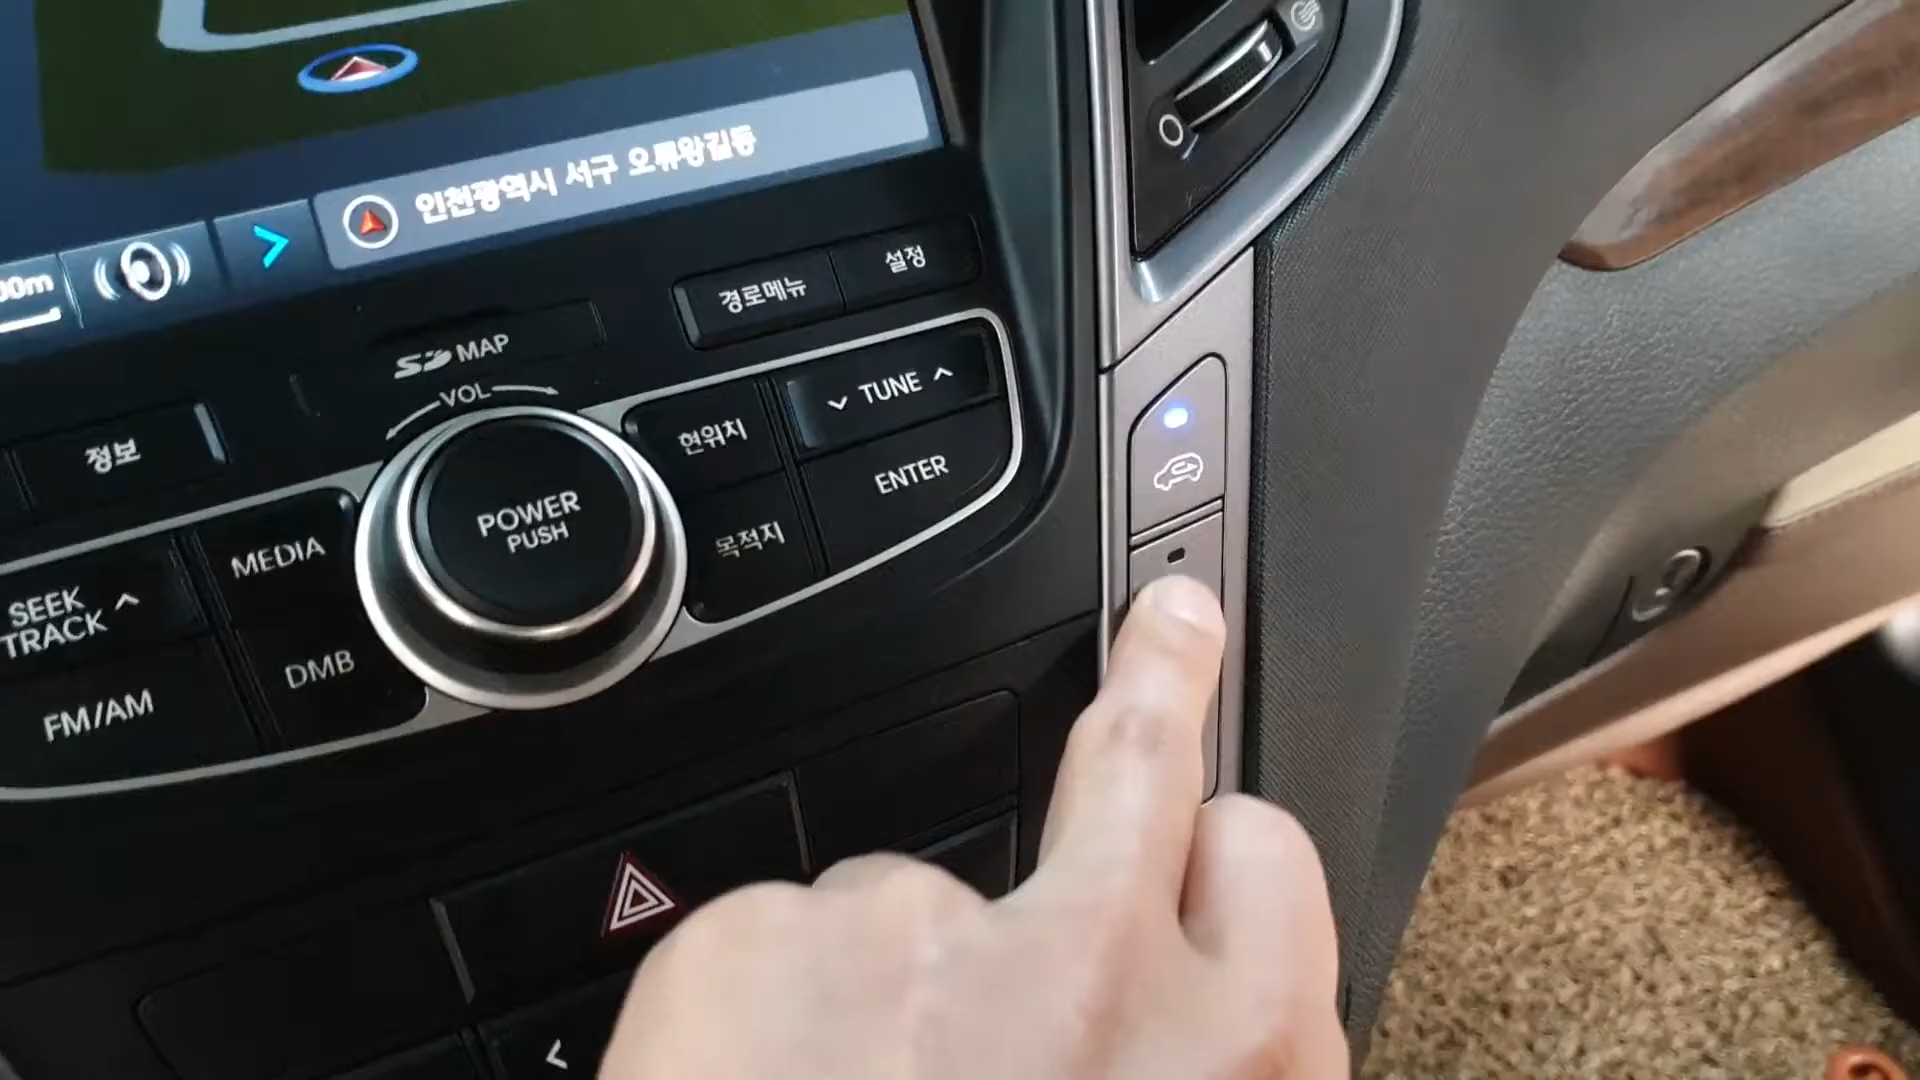 인천광역시 서구 오류왕길동
00m
경로메뉴
설정
SD MAP
VOL
정보
현위치
TUNE
MEDIA
POWER
PUSH
ENTER
목적지
SEEK
TRACK
DMB
FM/AM